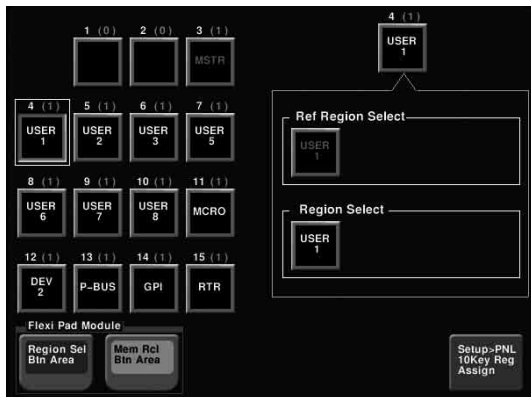 1 (0) 2 (0) 3 (1)
MSTR
4 (1) 5 (1) 6 (1) 7 (1)
USER 1
USER 2
USER 3
USER 5
8 (1) 9 (1) 10 (1) 11 (1)
USER 6
USER 7
USER 8
MCRO
12 (1) 13 (1) 14 (1) 15 (1)
DEV 2
P-BUS
GPI
RTR
Flexi Pad Module
Region Sel
Btn Area
Mem Rcl
Btn Area
4 (1)
USER
1
Ref Region Select
USER
1
Region Select
USER
1
Setup>PNL
10Key Reg
Assign